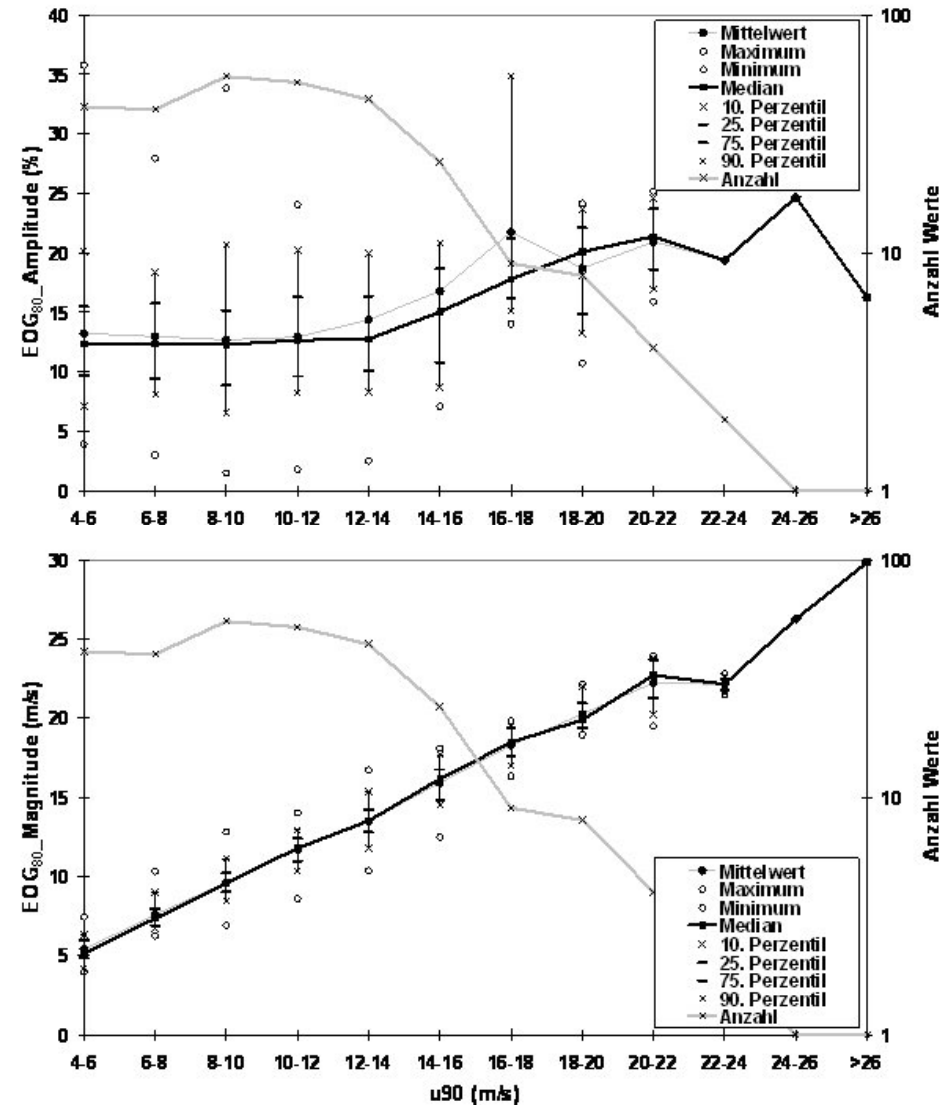 40
35
30
25
20
15
10
5
0
EOG80_Amplitude (%)
100
10
1
Anzahl Werte
Mittelwert
Maximum
Minimum
Median
10. Perzentil
25. Perzentil
75. Perzentil
90. Perzentil
Anzahl
4-6 6-8 8-10 10-12 12-14 14-16 16-18 18-20 20-22 22-24 24-26 >26
30
25
20
15
10
5
0
EOG80_Magnitude (m/s)
100
10
1
Anzahl Werte
Mittelwert
Maximum
Minimum
Median
10. Perzentil
25. Perzentil
75. Perzentil
90. Perzentil
Anzahl
4-6 6-8 8-10 10-12 12-14 14-16 16-18 18-20 20-22 22-24 24-26 >26
u90 (m/s)